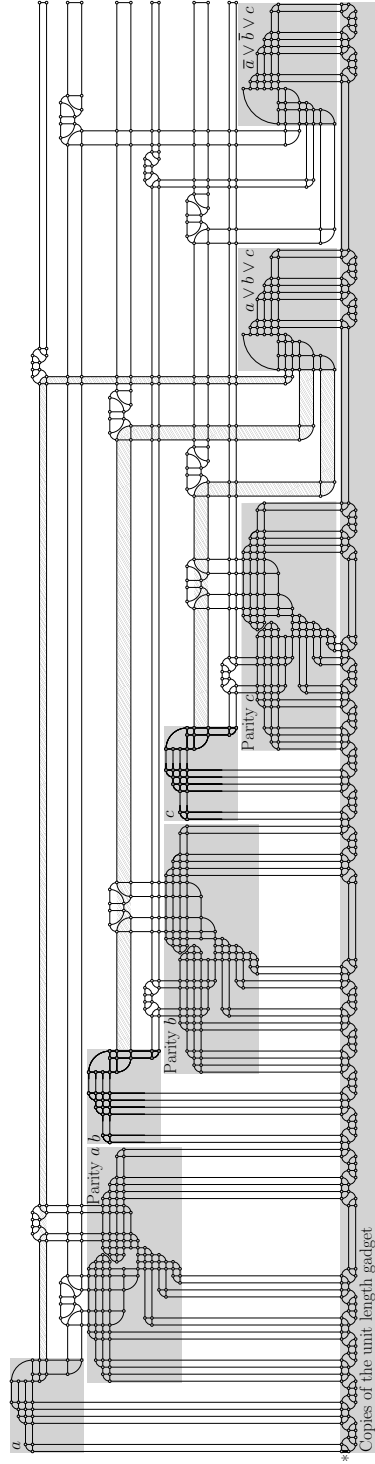 a
Parity a
b
Parity b
c
Parity c
a ∨ b ∨ c
a̅ ∨ b̅ ∨ c
*
Copies of the unit length gadget